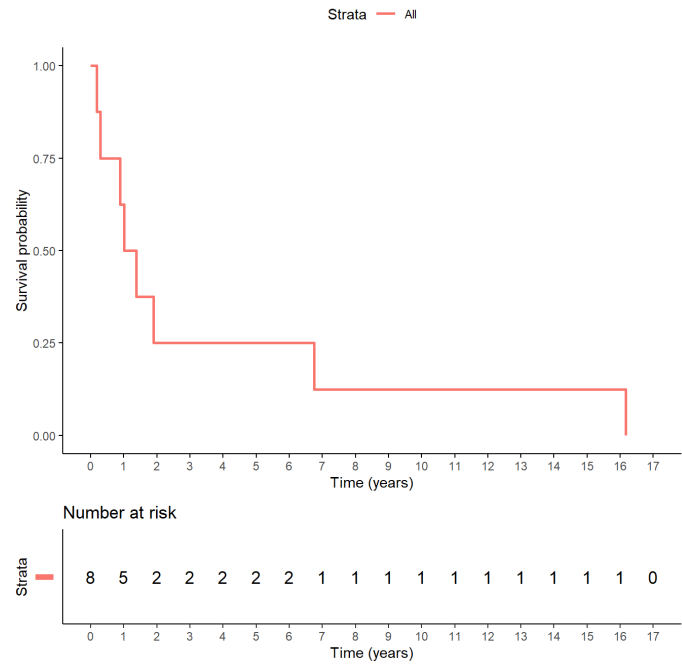 Strata All
1.00
0.75
0.50
0.25
0.00
Survival probability
0 1 2 3 4 5 6 7 8 9 10 11 12 13 14 15 16 17
Time (years)
Number at risk
Strata
8 5 2 2 2 2 2 1 1 1 1 1 1 1 1 1 1 0
0 1 2 3 4 5 6 7 8 9 10 11 12 13 14 15 16 17
Time (years)